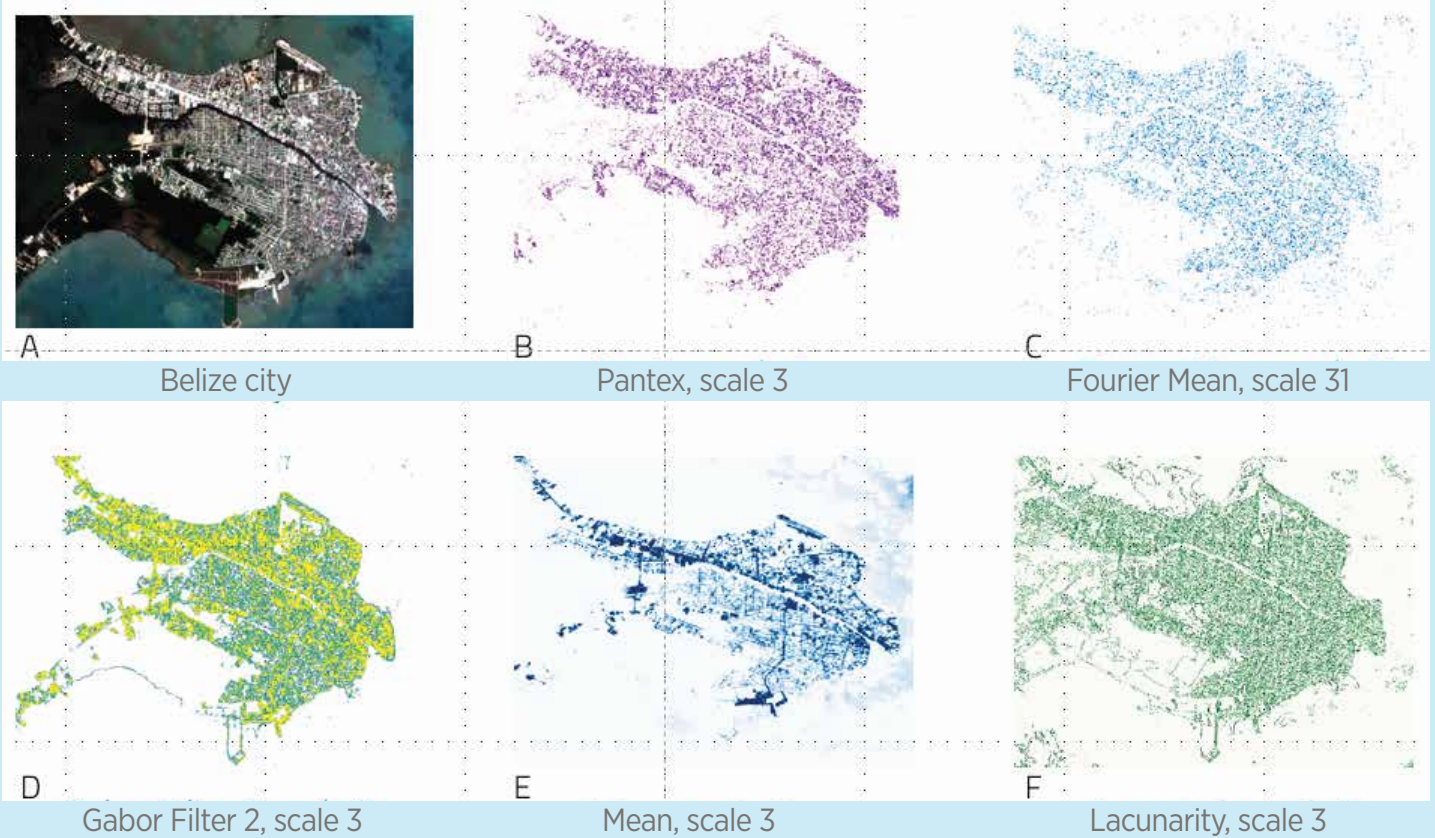 A
B
C
Belize city
Pantex, scale 3
Fourier Mean, scale 31
D
E
F
Gabor Filter 2, scale 3
Mean, scale 3
Lacunarity, scale 3